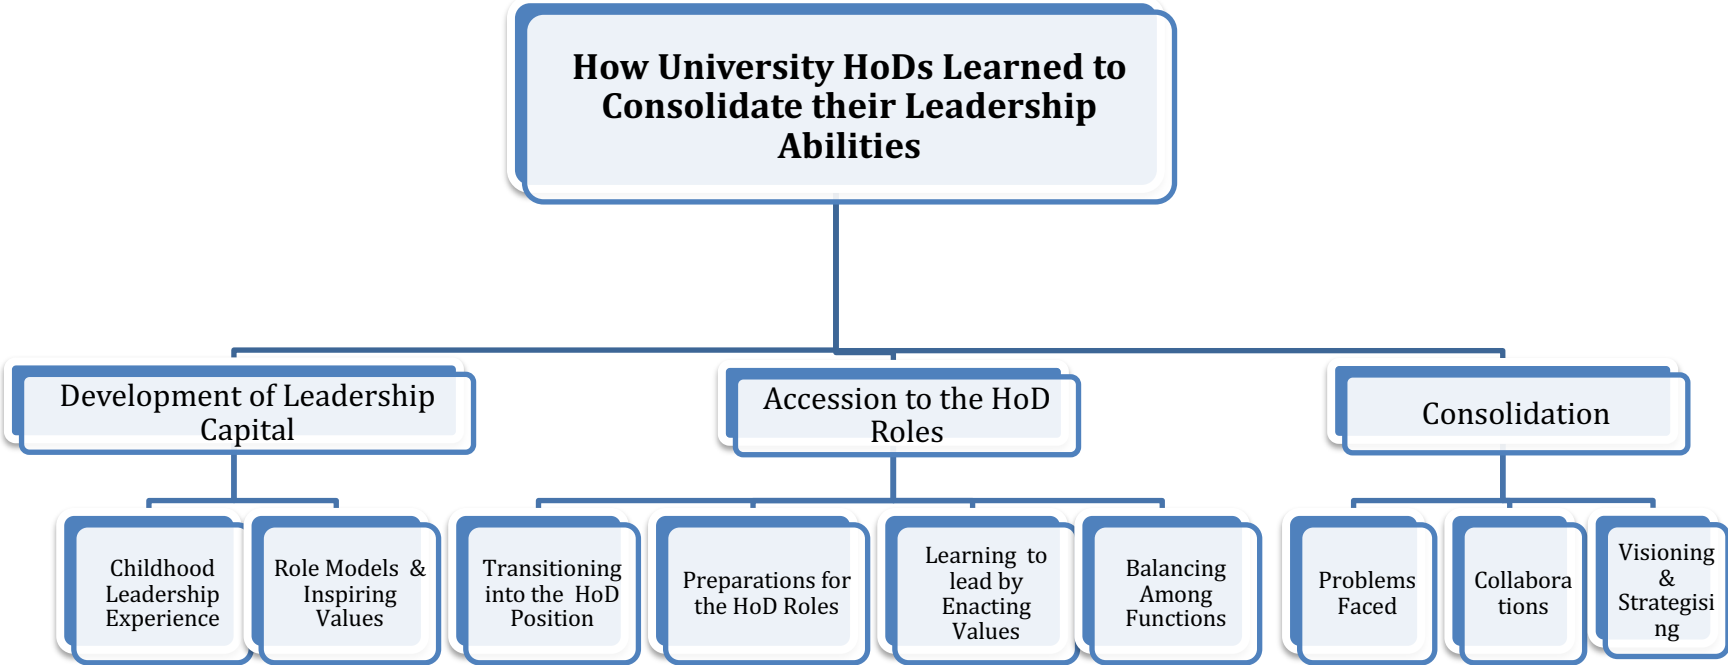 How University HoDs Learned to
Consolidate their Leadership
Abilities
Development of Leadership
Capital
Accession to the HoD
Roles
Consolidation
Childhood
Leadership
Experience
Role Models &
Inspiring
Values
Transitioning
into the HoD
Position
Preparations for
the HoD Roles
Learning to
lead by
Enacting
Values
Balancing
Among
Functions
Problems
Faced
Collabora
tions
Visioning
&
Strategisi
ng